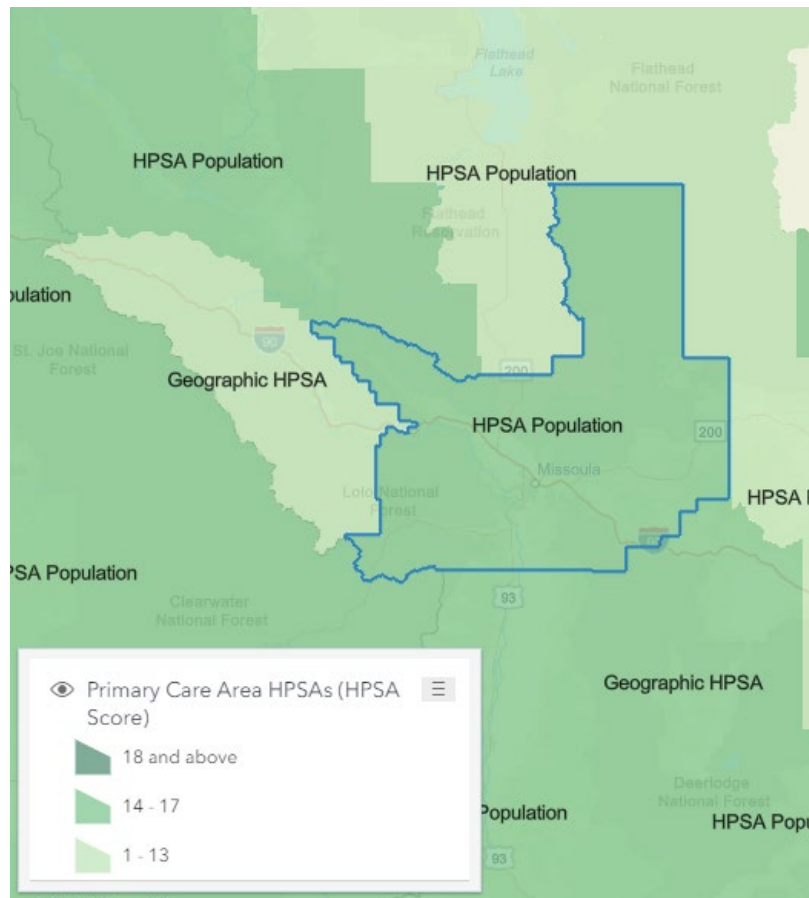 Flathead
Lake
Flathead
National Forest
HPSA Population
HPSA Population
Flathead
Reservation
pulation
90
St. Joe National
Forest
200
Geographic HPSA
HPSA Population
200
Missoula
Lolo National
Forest
HPSA
90
PSA Population
93
Clearwater
National Forest
Geographic HPSA
Primary Care Area HPSAs (HPSA
Score)
18 and above
14 - 17
1 - 13
Deerlodge
National Forest
Population
HPSA Popu
93